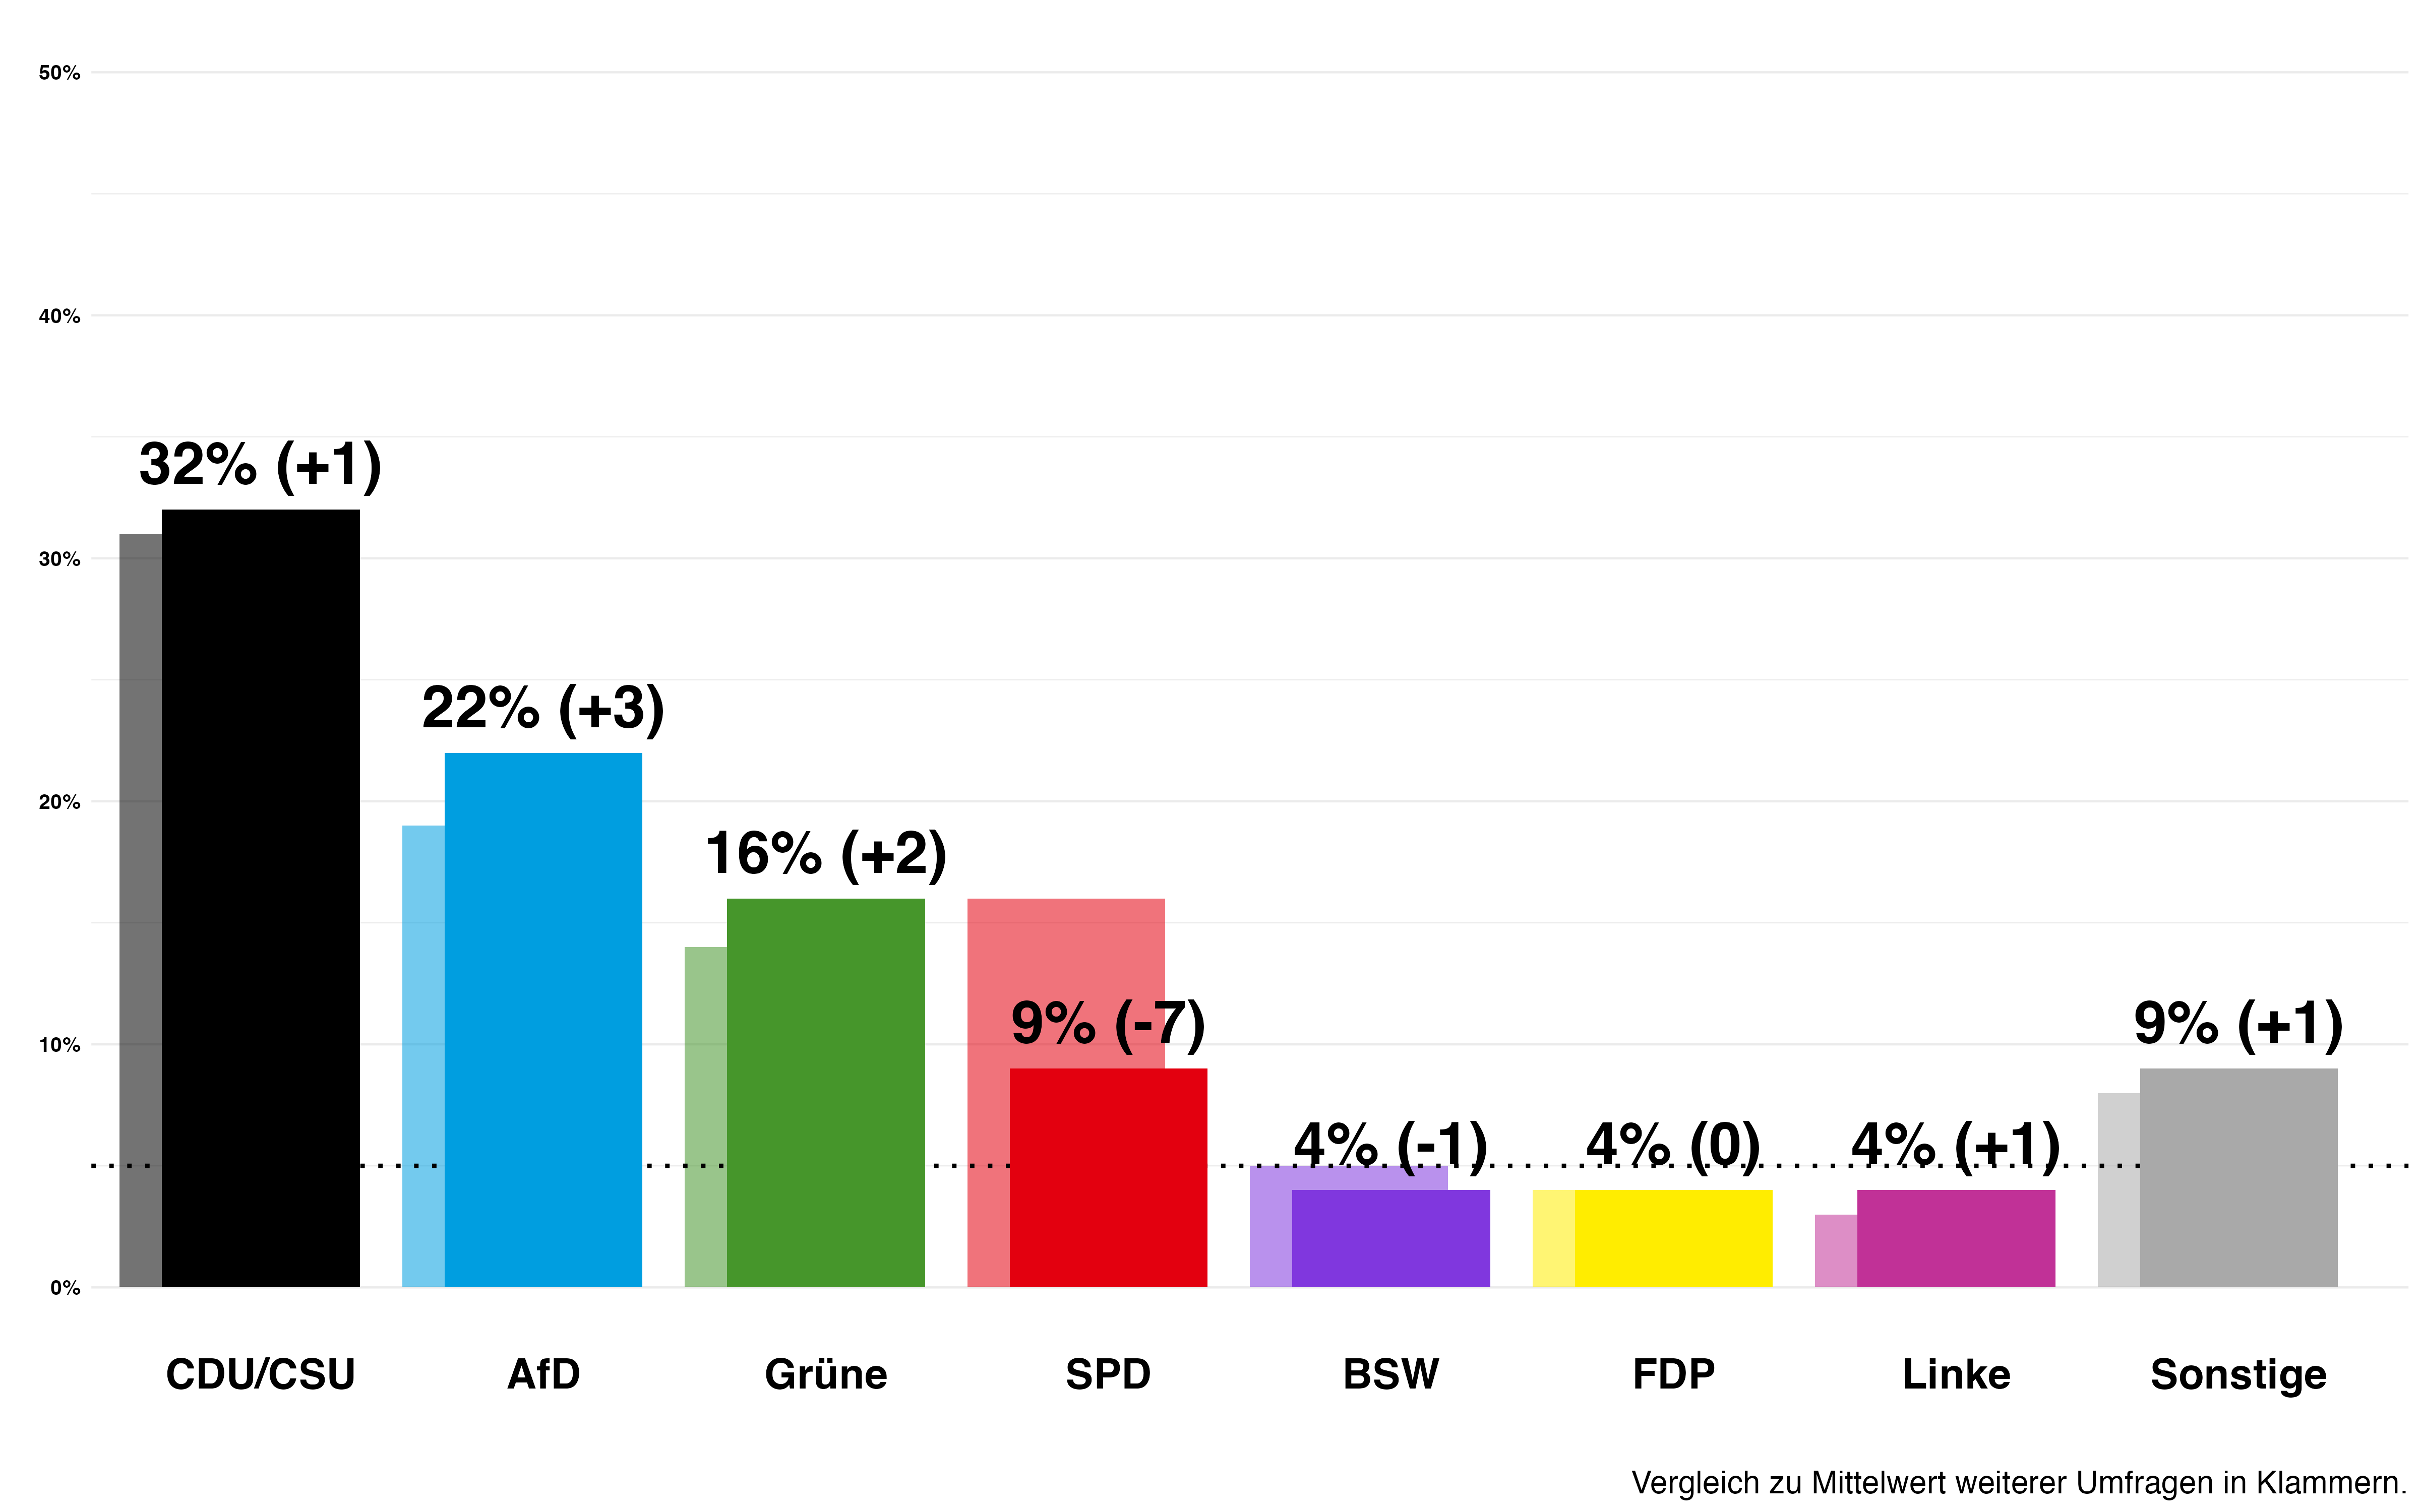 50%
40%
30%
20%
10%
0%
32% (+1)
22% (+3)
16% (+2)
9% (-7)
4% (-1)
4% (0)
4% (+1)
9% (+1)
CDU/CSU
AfD
Grüne
SPD
BSW
FDP
Linke
Sonstige
Vergleich zu Mittelwert weiterer Umfragen in Klammern.